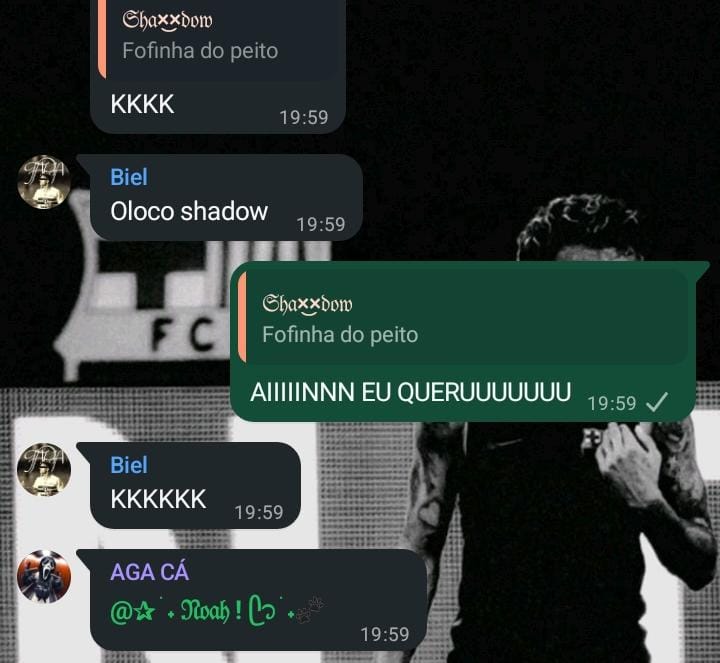 Sha××dow
Fofinha do peito
KKKK
19:59
Biel
Oloco shadow
19:59
F C
Sha××dow
Fofinha do peito
AIIIIINNN EU QUERUUUUUUU
19:59
Biel
KKKKKK
19:59
AGA CÁ
@✰˙˖ Noah ! ᰔ˙˖🐾
19:59